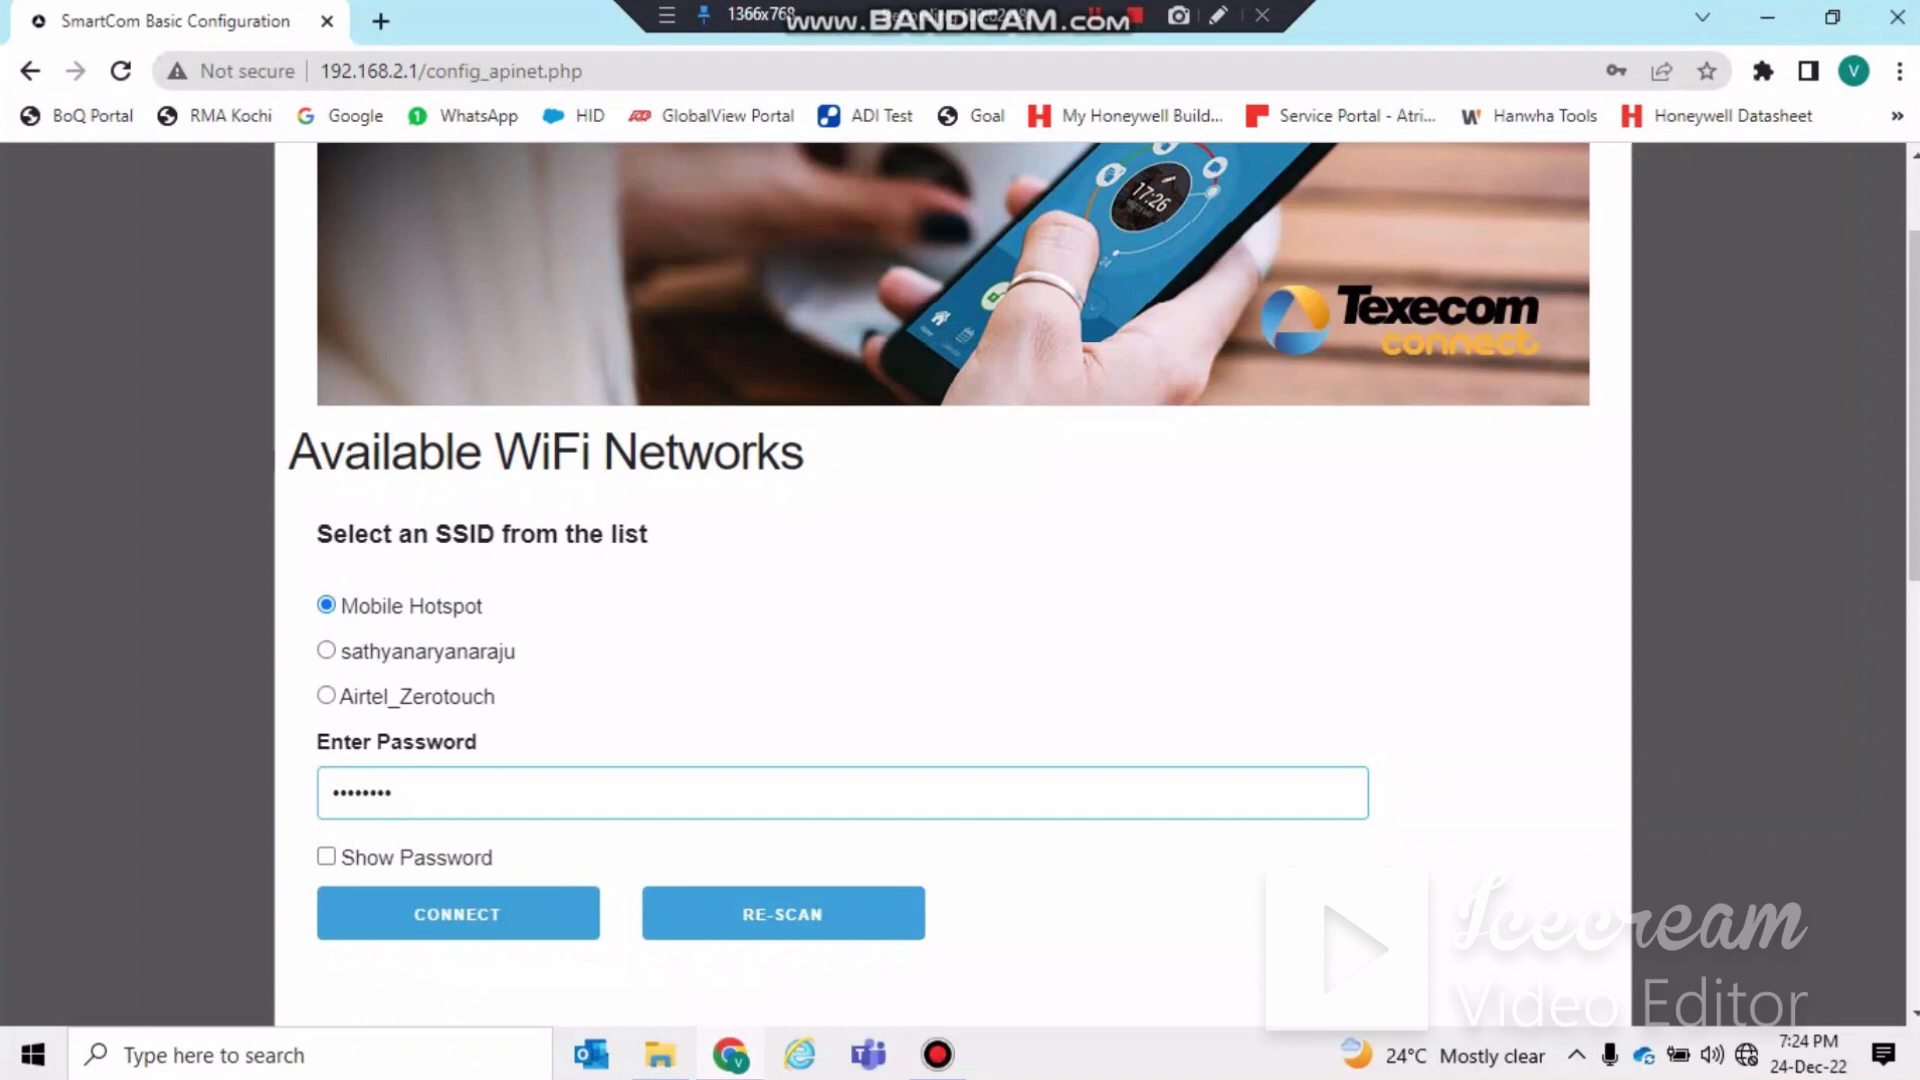 SmartCom Basic Configuration
1366x768
www.BANDICAM.com
Not secure
192.168.2.1/config_apinet.php
V
BoQ Portal
RMA Kochi
Google
WhatsApp
HID
GlobalView Portal
ADI Test
Goal
My Honeywell Build...
Service Portal - Atri...
Hanwha Tools
Honeywell Datasheet
»
17:26
24
Texecom
connect
Available WiFi Networks
Select an SSID from the list
Mobile Hotspot
sathyanaryanaraju
Airtel_Zerotouch
Enter Password
••••••••
Show Password
CONNECT
RE-SCAN
Icecream
Video Editor
Type here to search
24°C Mostly clear
7:24 PM
24-Dec-22